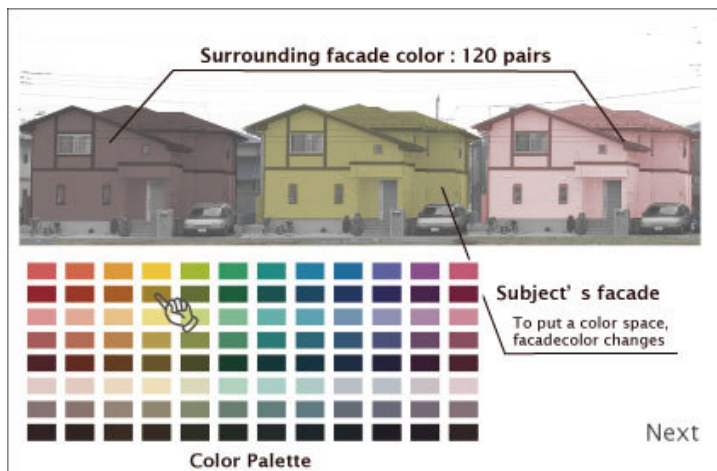 Surrounding facade color : 120 pairs
Subject' s facade
To put a color space,
facadecolor changes
Next
Color Palette